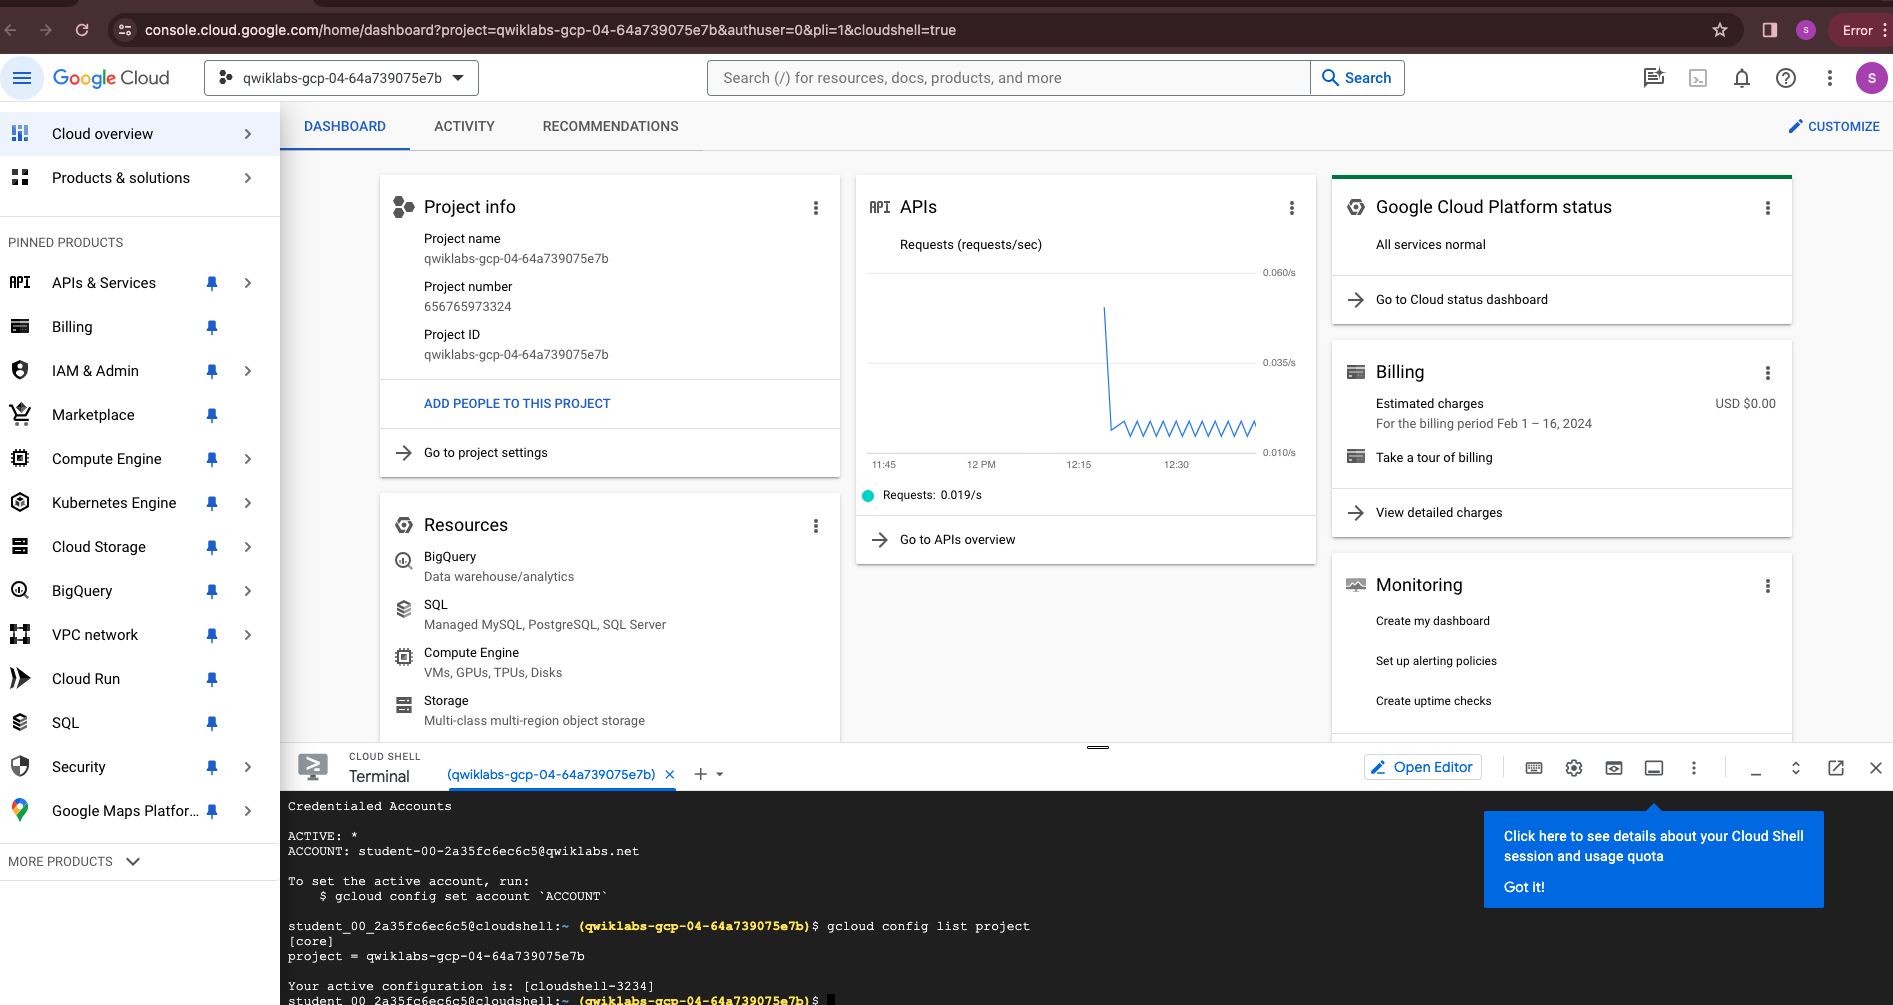 console.cloud.google.com/home/dashboard?project=qwiklabs-gcp-04-64a739075e7b&authuser=0&pli=1&cloudshell=true
S
Error
Google Cloud
qwiklabs-gcp-04-64a739075e7b
Search (/) for resources, docs, products, and more
Search
S
Cloud overview
Products & solutions
PINNED PRODUCTS
API
APIs & Services
Billing
IAM & Admin
Marketplace
Compute Engine
Kubernetes Engine
Cloud Storage
BigQuery
VPC network
Cloud Run
SQL
Security
Google Maps Platfor...
MORE PRODUCTS
DASHBOARD
ACTIVITY
RECOMMENDATIONS
CUSTOMIZE
Project info
Project name
qwiklabs-gcp-04-64a739075e7b
Project number
656765973324
Project ID
qwiklabs-gcp-04-64a739075e7b
ADD PEOPLE TO THIS PROJECT
Go to project settings
Resources
BigQuery
Data warehouse/analytics
SQL
Managed MySQL, PostgreSQL, SQL Server
Compute Engine
VMs, GPUs, TPUs, Disks
Storage
Multi-class multi-region object storage
API APIs
Requests (requests/sec)
0.060/s
0.035/s
0.010/s
11:45 12 PM 12:15 12:30
Requests: 0.019/s
Go to APIs overview
Google Cloud Platform status
All services normal
Go to Cloud status dashboard
Billing
Estimated charges USD $0.00
For the billing period Feb 1 – 16, 2024
Take a tour of billing
View detailed charges
Monitoring
Create my dashboard
Set up alerting policies
Create uptime checks
CLOUD SHELL
Terminal
(qwiklabs-gcp-04-64a739075e7b)
Open Editor
Credentialed Accounts
ACTIVE: *
ACCOUNT: student-00-2a35fc6ec6c5@qwiklabs.net
To set the active account, run:
$ gcloud config set account `ACCOUNT`
student_00_2a35fc6ec6c5@cloudshell:~ (qwiklabs-gcp-04-64a739075e7b)$ gcloud config list project
[core]
project = qwiklabs-gcp-04-64a739075e7b
Your active configuration is: [cloudshell-3234]
student_00_2a35fc6ec6c5@cloudshell:~ (qwiklabs-gcp-04-64a739075e7b)$
Click here to see details about your Cloud Shell
session and usage quota
Got it!